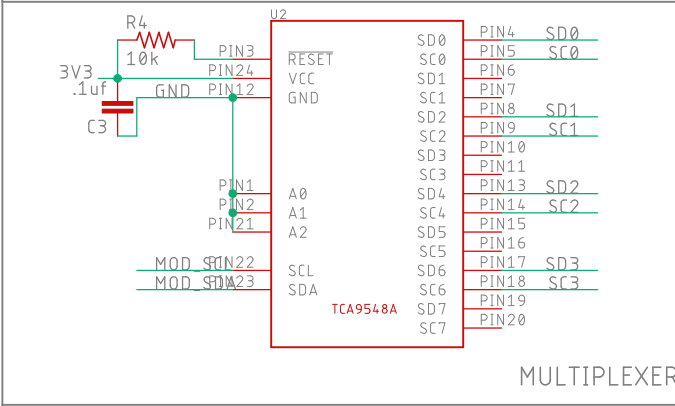 U2
R4
10k
3V3
.1uf
C3
GND
PIN3 RESET
PIN24 VCC
PIN12 GND
PIN1 A0
PIN2 A1
PIN21 A2
MOD_SCL PIN22 SCL
MOD_SDA PIN23 SDA
TCA9548A
SD0 PIN4 SD0
SC0 PIN5 SC0
SD1 PIN6
SC1 PIN7
SD2 PIN8 SD1
SC2 PIN9 SC1
SD3 PIN10
SC3 PIN11
SD4 PIN13 SD2
SC4 PIN14 SC2
SD5 PIN15
SC5 PIN16
SD6 PIN17 SD3
SC6 PIN18 SC3
SD7 PIN19
SC7 PIN20
MULTIPLEXER